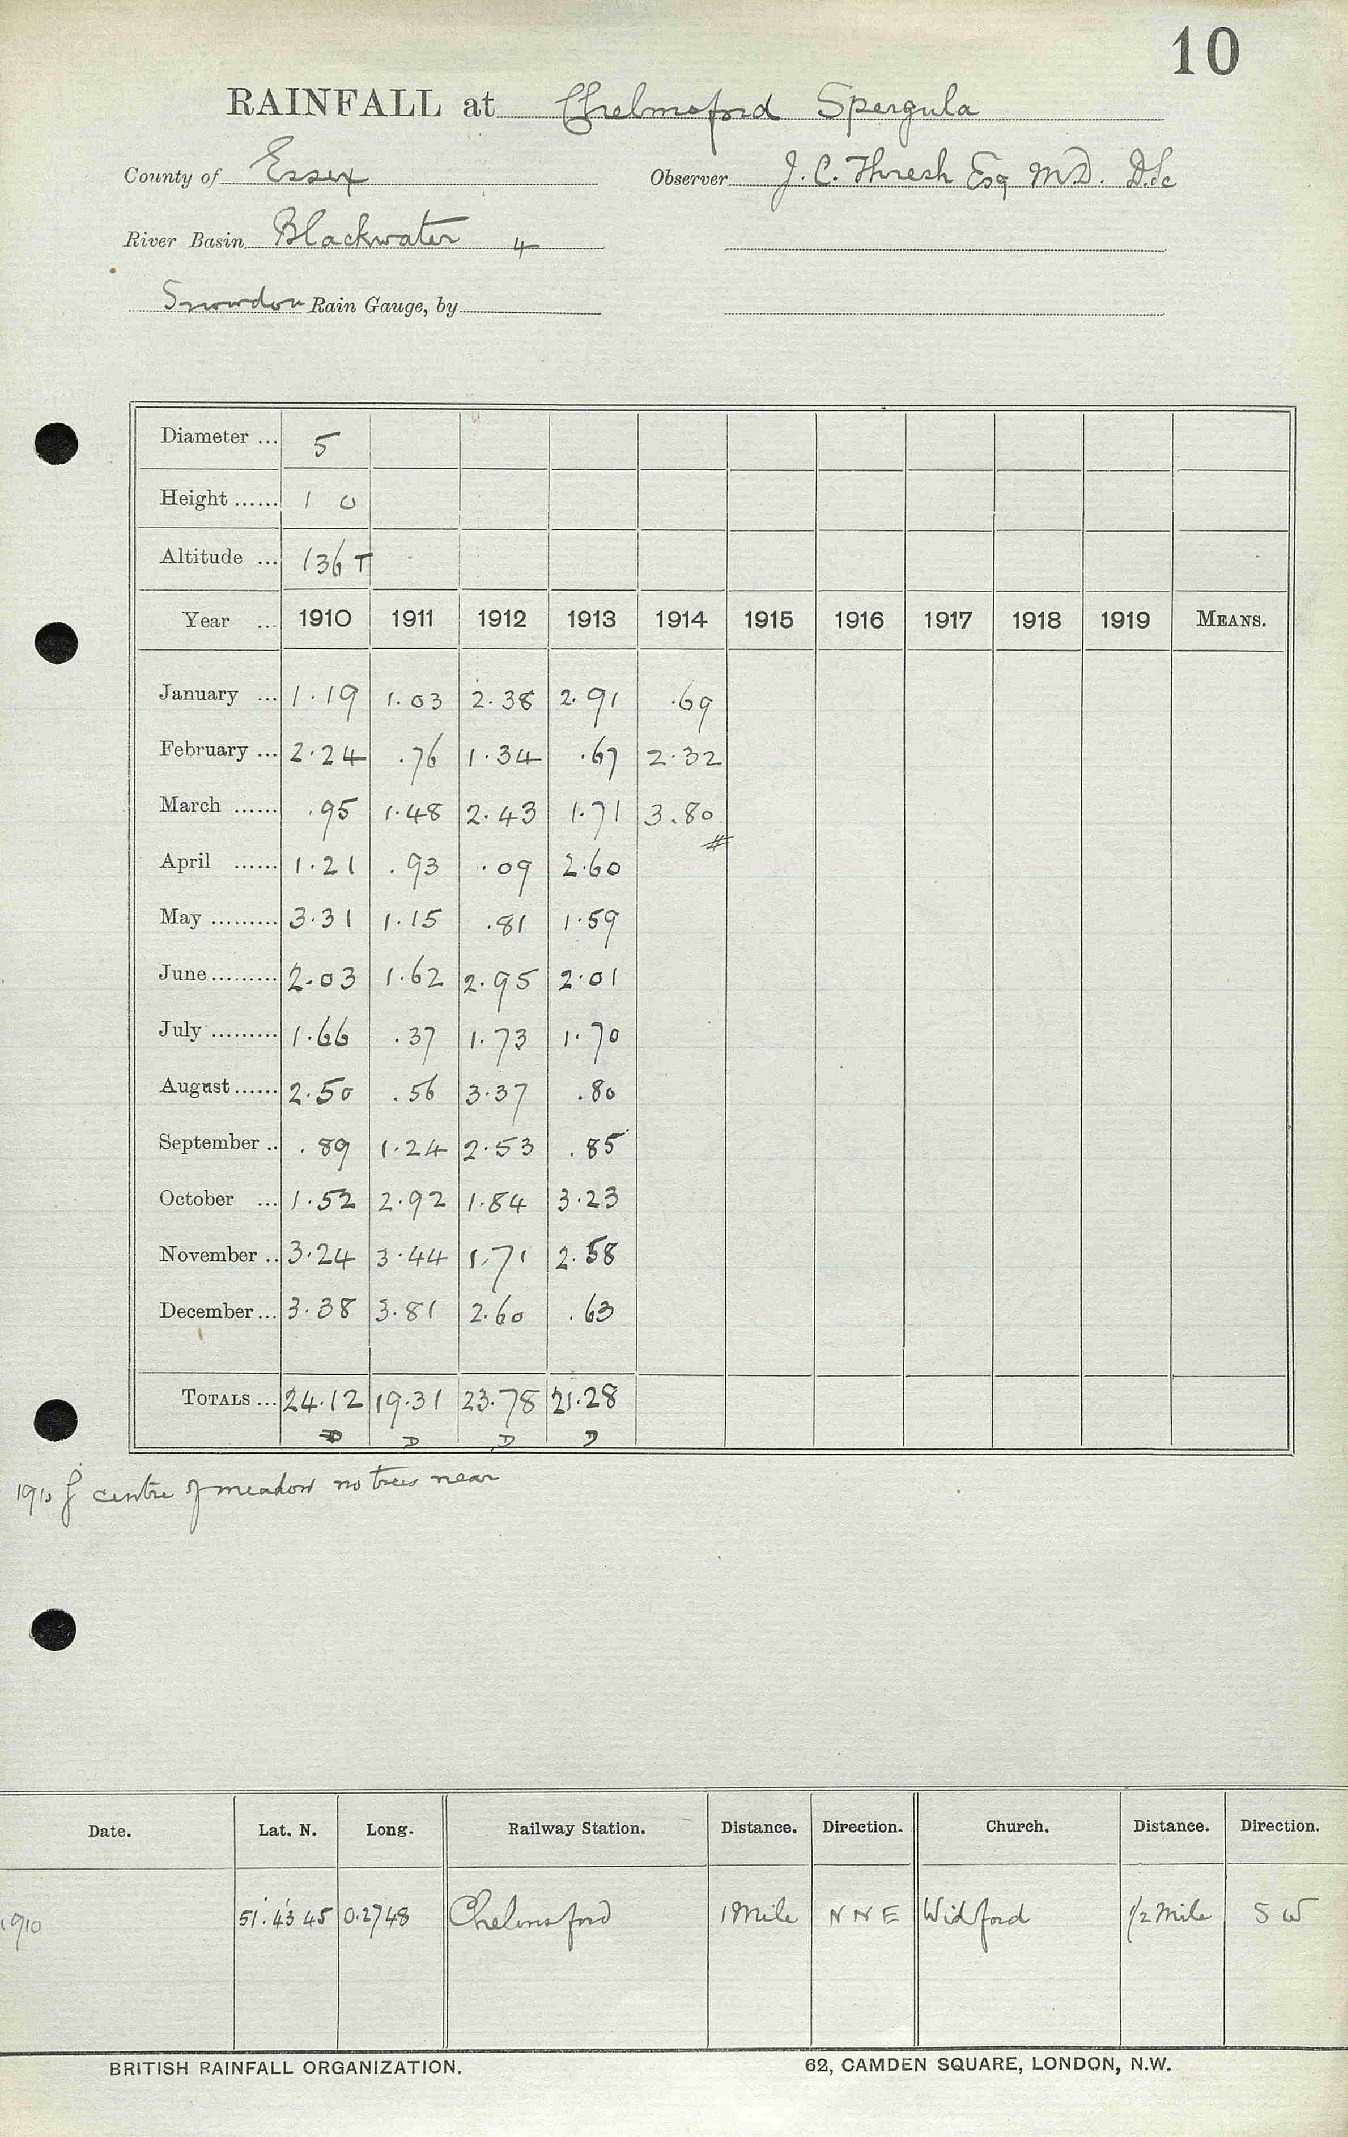 10
RAINFALL at Chelmsford Spergula
County of Essex Observer J. C. Thresh Esq M.D. D.Sc
River Basin Blackwater 4
Snowdon Rain Gauge, by
Diameter ... 5
Height ...... 1 0
Altitude ... 136 T
Year ... 1910 1911 1912 1913 1914 1915 1916 1917 1918 1919 MEANS.
January ... 1.19 1.03 2.38 2.91 .69
February ... 2.24 .76 1.34 .67 2.32
March ...... .95 1.48 2.43 1.71 3.80
#
April ...... 1.21 .93 .09 2.60
May ......... 3.31 1.15 .81 1.59
June ......... 2.03 1.62 2.95 2.01
July ......... 1.66 .37 1.73 1.70
August ...... 2.50 .56 3.37 .80
September .. .89 1.24 2.53 .85
October ... 1.52 2.92 1.84 3.23
November .. 3.24 3.44 1.71 2.58
December ... 3.38 3.81 2.60 .63
TOTALS ... 24.12 19.31 23.78 21.28
D D D D
1910 centre of meadow no trees near
Date. Lat. N. Long. Railway Station. Distance. Direction. Church. Distance. Direction.
1910 51.43 45 0.27 48 Chelmsford 1 Mile N N E Widford 1/2 Mile S W
BRITISH RAINFALL ORGANIZATION. 62, CAMDEN SQUARE, LONDON, N.W.